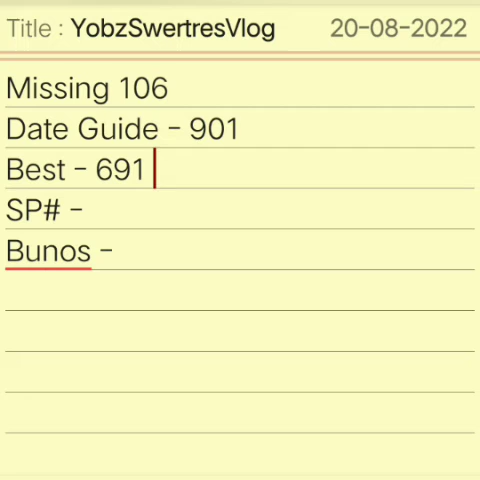 Title : YobzSwertresVlog 20-08-2022
Missing 106
Date Guide - 901
Best - 691
SP# -
Bunos -